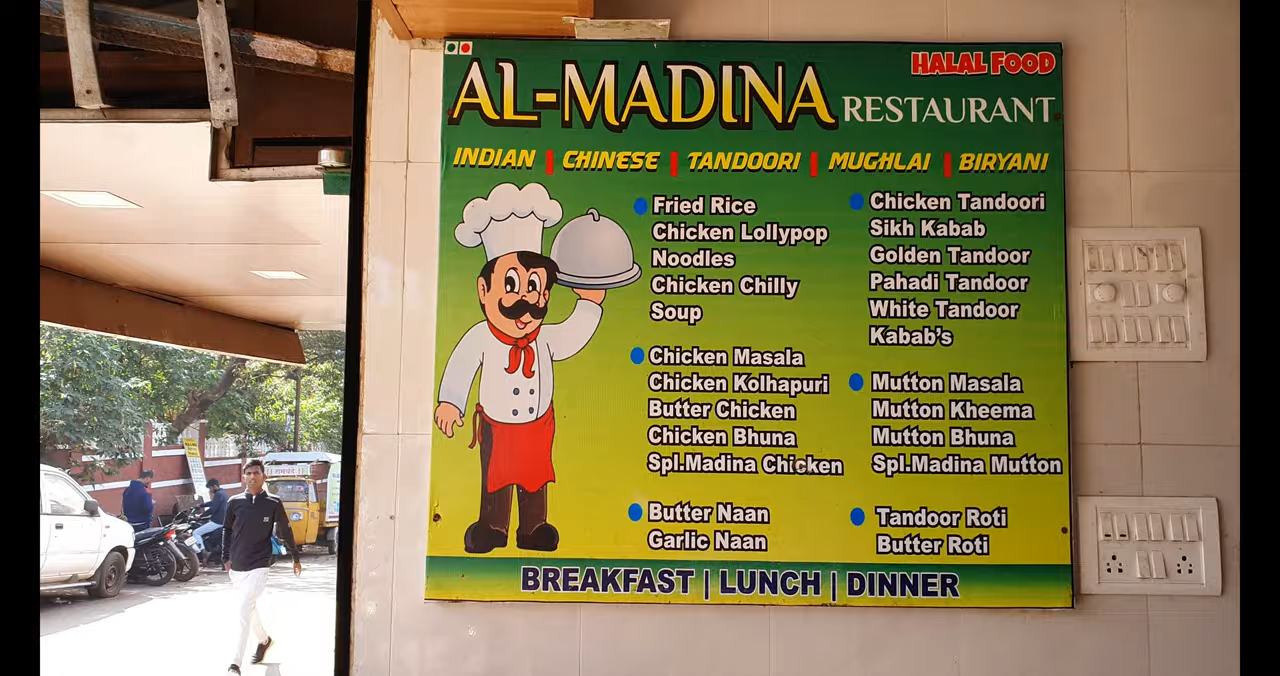 HALAL FOOD
AL-MADINA RESTAURANT
INDIAN | CHINESE | TANDOORI | MUGHLAI | BIRYANI
Fried Rice
Chicken Lollypop
Noodles
Chicken Chilly
Soup
Chicken Masala
Chicken Kolhapuri
Butter Chicken
Chicken Bhuna
Spl.Madina Chicken
Butter Naan
Garlic Naan
Chicken Tandoori
Sikh Kabab
Golden Tandoor
Pahadi Tandoor
White Tandoor
Kabab's
Mutton Masala
Mutton Kheema
Mutton Bhuna
Spl.Madina Mutton
Tandoor Roti
Butter Roti
BREAKFAST | LUNCH | DINNER